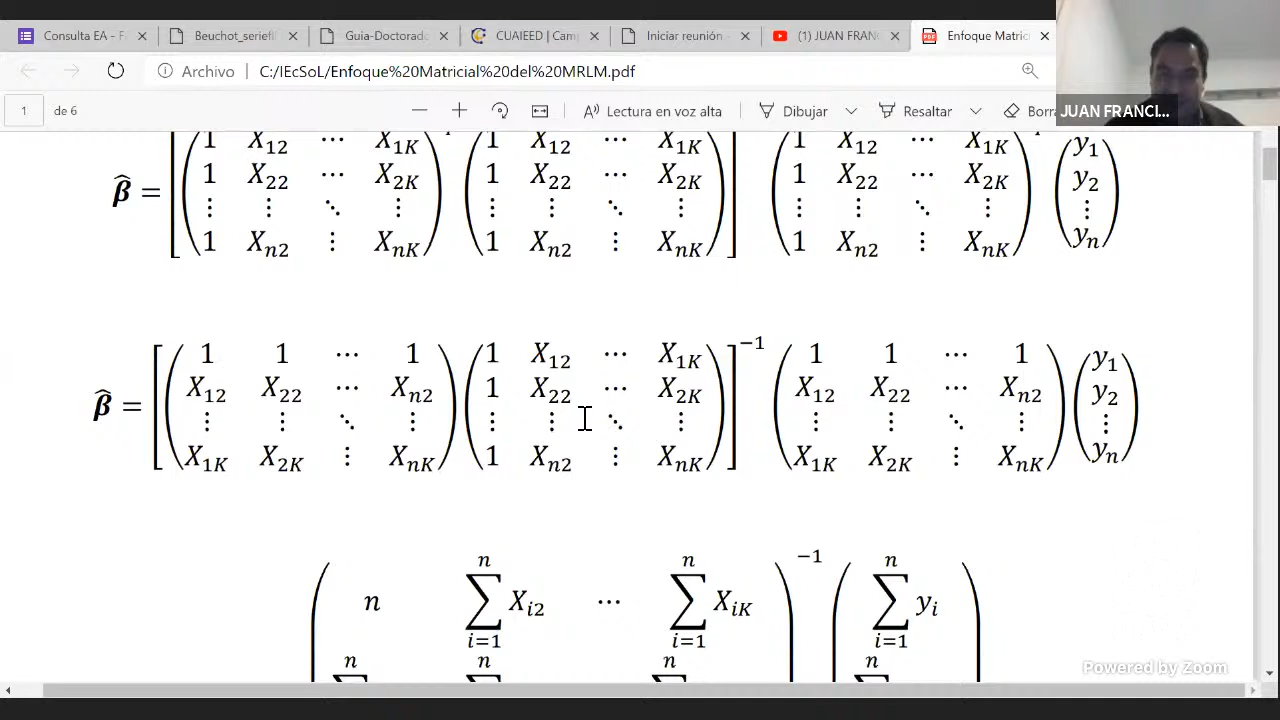 Consulta EA - F
Beuchot_seriefil
Guia-Doctorado
CUAIEED | Cam
Iniciar reunión -
(1) JUAN FRAN
Enfoque Matric
Archivo | C:/IEcSoL/Enfoque%20Matricial%20del%20MRLM.pdf
1 de 6
Lectura en voz alta
Dibujar
Resaltar
Borra
JUAN FRANCI...
1 X₁₂ ⋯ X₁K 1 X₁₂ ⋯ X₁K 1 X₁₂ ⋯ X₁K y₁
1 X₂₂ ⋯ X₂K 1 X₂₂ ⋯ X₂K 1 X₂₂ ⋯ X₂K y₂
β̂ = [( ⋮ ⋮ ⋱ ⋮ )( ⋮ ⋮ ⋱ ⋮ )] ( ⋮ ⋮ ⋱ ⋮ )( ⋮ )
1 Xn2 ⋮ XnK 1 Xn2 ⋮ XnK 1 Xn2 ⋮ XnK yn
1 1 ⋯ 1 1 X₁₂ ⋯ X₁K −1 1 1 ⋯ 1 y₁
X₁₂ X₂₂ ⋯ Xn2 1 X₂₂ ⋯ X₂K X₁₂ X₂₂ ⋯ Xn2 y₂
β̂ = [( ⋮ ⋮ ⋱ ⋮ )( ⋮ ⋮ ⋱ ⋮ )] ( ⋮ ⋮ ⋱ ⋮ )( ⋮ )
X₁K X₂K ⋮ XnK 1 Xn2 ⋮ XnK X₁K X₂K ⋮ XnK yn
n n −1 n
n ∑ Xi2 ⋯ ∑ XiK ∑ yi
i=1 i=1 i=1
n n n n
Powered by Zoom